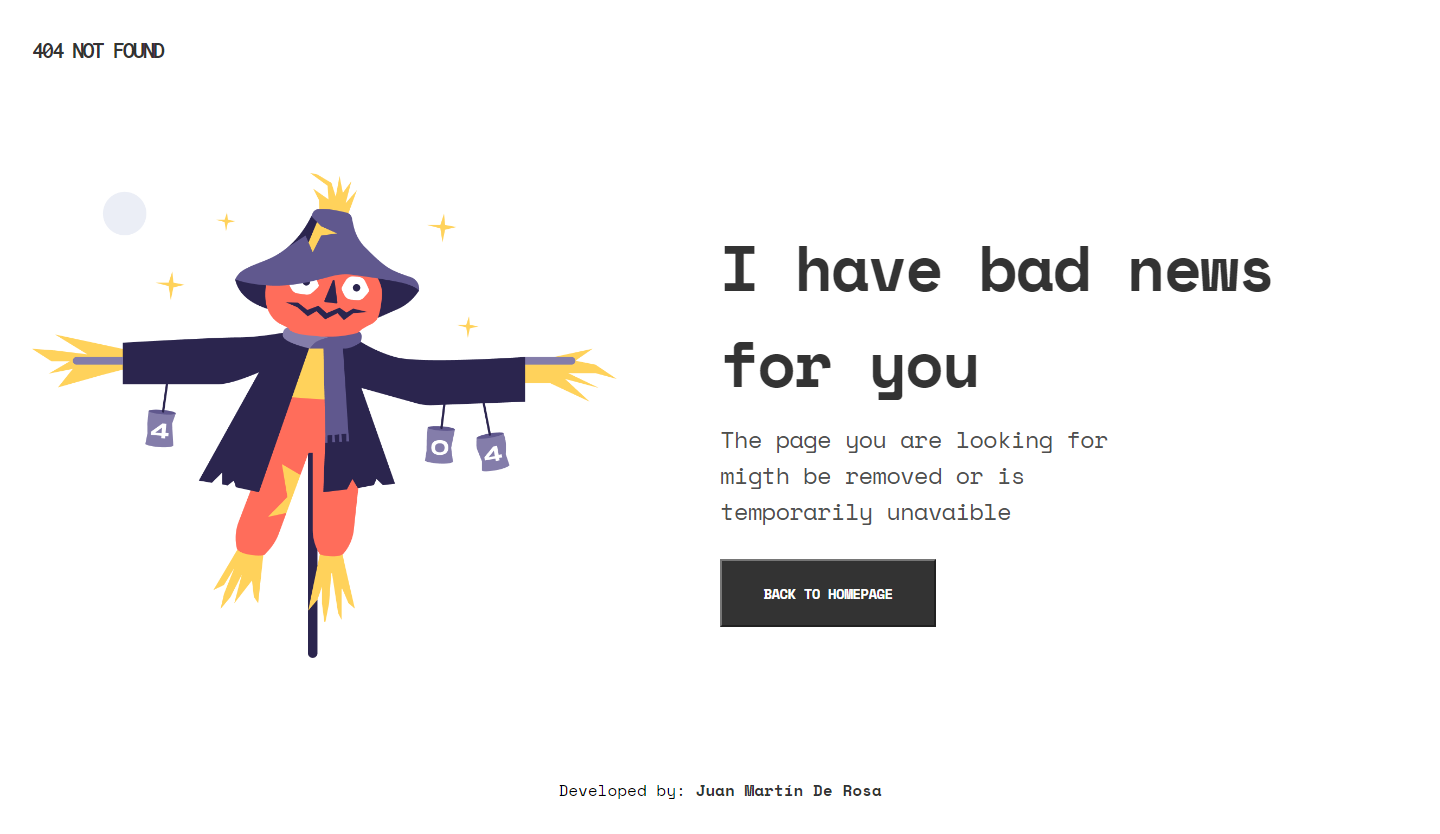 404 NOT FOUND
4
0
4
I have bad news
for you
The page you are looking for
migth be removed or is
temporarily unavaible
BACK TO HOMEPAGE
Developed by: Juan Martín De Rosa